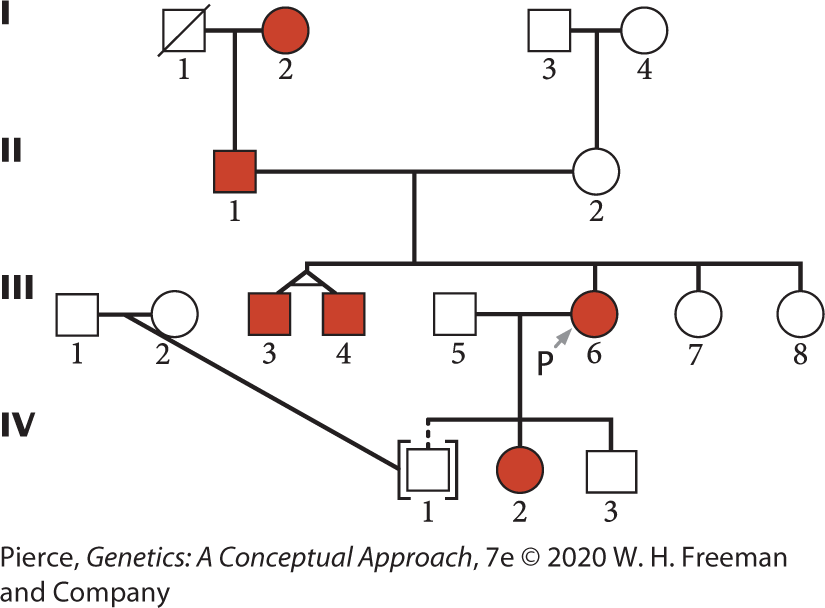 I
1 2 3 4
II
1 2
III
1 2 3 4 5 P 6 7 8
IV
1 2 3
Pierce, Genetics: A Conceptual Approach, 7e © 2020 W. H. Freeman
and Company